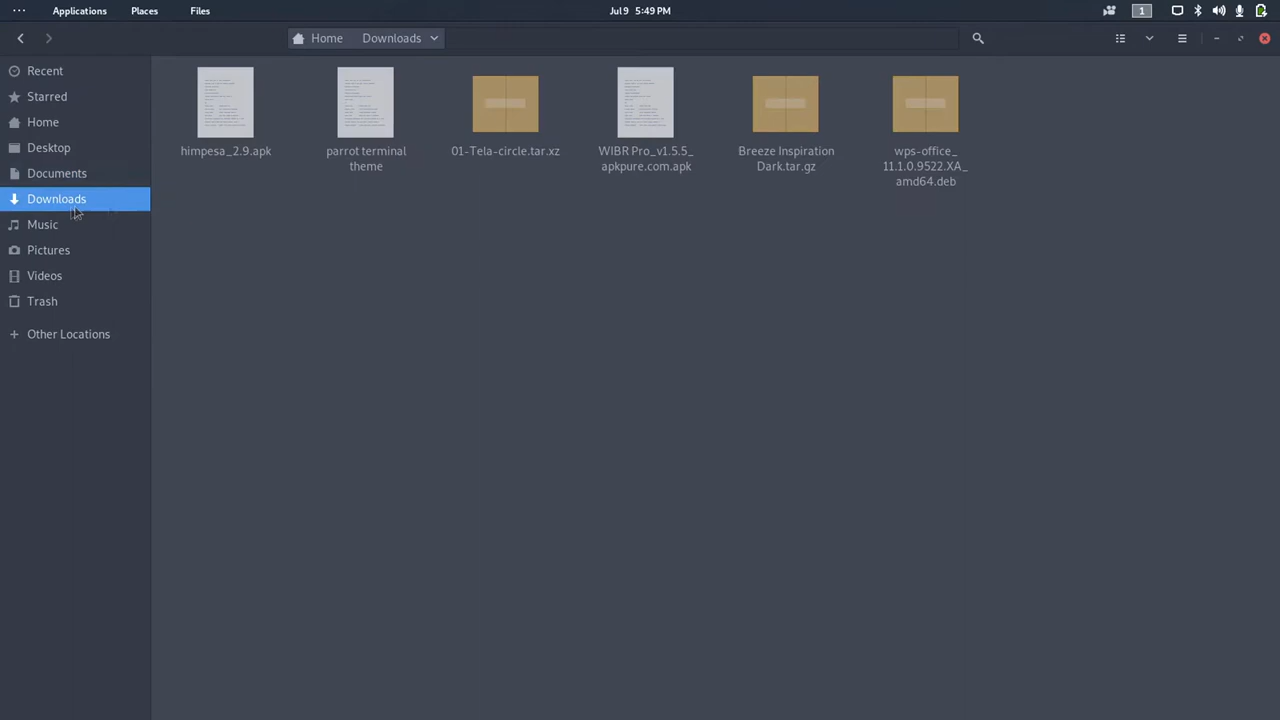 Applications Places Files Jul 9 5:49 PM 1
Home Downloads
Recent
Starred
Home
Desktop
Documents
Downloads
Music
Pictures
Videos
Trash
Other Locations
himpesa_2.9.apk
parrot terminal
theme
01-Tela-circle.tar.xz
WIBR Pro_v1.5.5_
apkpure.com.apk
Breeze Inspiration
Dark.tar.gz
wps-office_
11.1.0.9522.XA_
amd64.deb